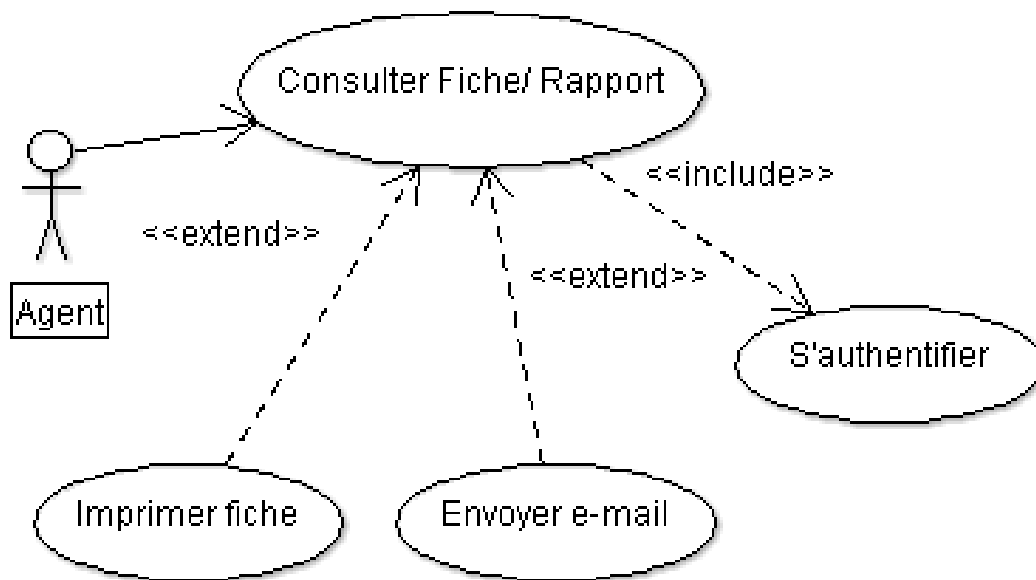 Consulter Fiche/ Rapport
<<include>>
<<extend>>
<<extend>>
Agent
S'authentifier
Imprimer fiche
Envoyer e-mail